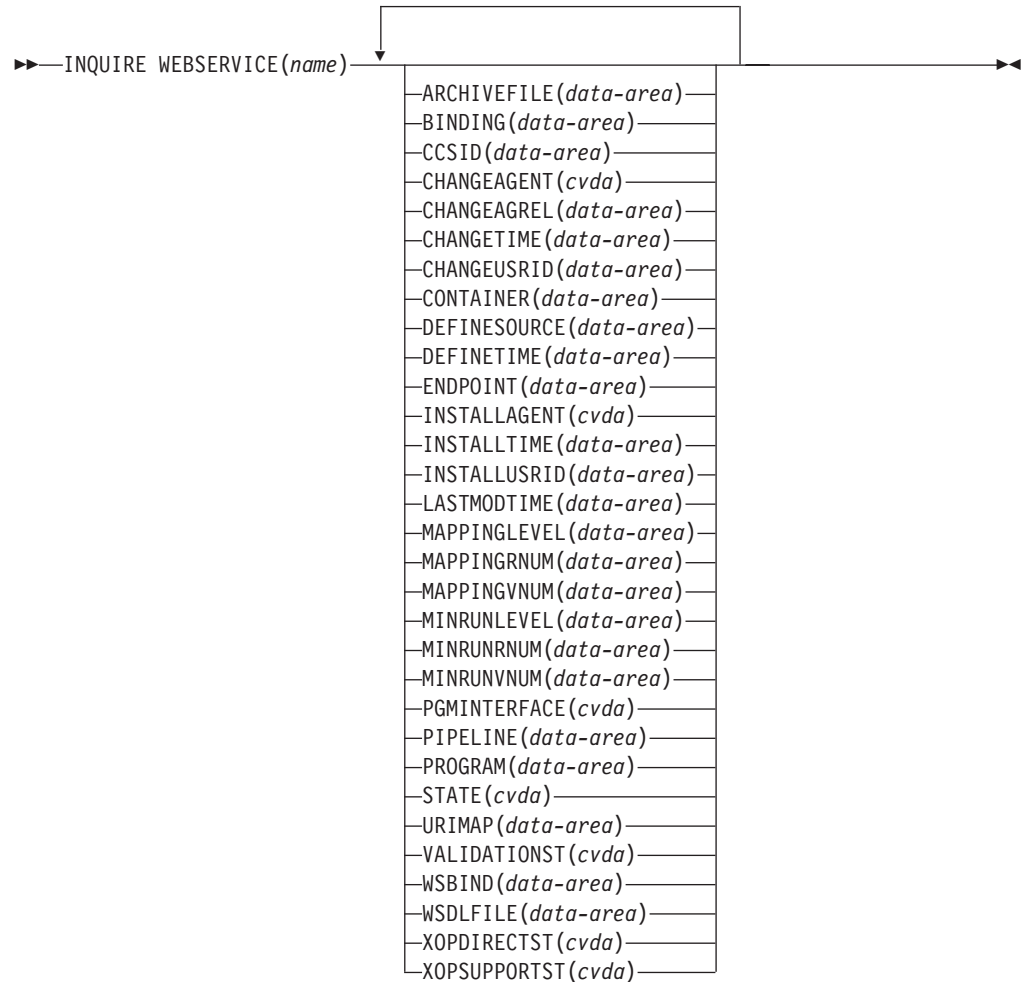 INQUIRE WEBSERVICE(name)
ARCHIVEFILE(data-area)
BINDING(data-area)
CCSID(data-area)
CHANGEAGENT(cvda)
CHANGEAGREL(data-area)
CHANGETIME(data-area)
CHANGEUSRID(data-area)
CONTAINER(data-area)
DEFINESOURCE(data-area)
DEFINETIME(data-area)
ENDPOINT(data-area)
INSTALLAGENT(cvda)
INSTALLTIME(data-area)
INSTALLUSRID(data-area)
LASTMODTIME(data-area)
MAPPINGLEVEL(data-area)
MAPPINGRNUM(data-area)
MAPPINGVNUM(data-area)
MINRUNLEVEL(data-area)
MINRUNRNUM(data-area)
MINRUNVNUM(data-area)
PGMINTERFACE(cvda)
PIPELINE(data-area)
PROGRAM(data-area)
STATE(cvda)
URIMAP(data-area)
VALIDATIONST(cvda)
WSBIND(data-area)
WSDLFILE(data-area)
XOPDIRECTST(cvda)
XOPSUPPORTST(cvda)